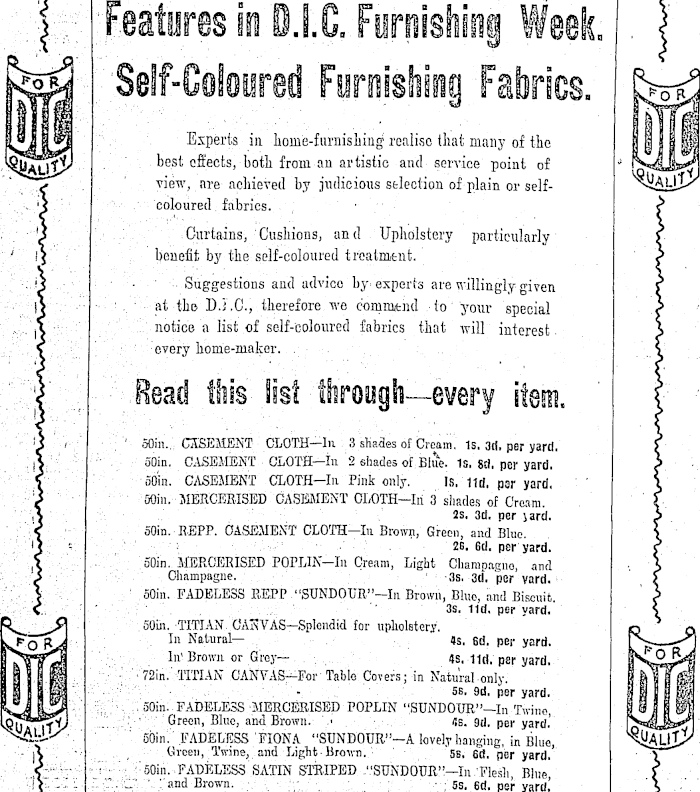 Features in D.I.C. Furnishing Week.
Self-Coloured Furnishing Fabrics.
FOR
DIC
QUALITY
FOR
DIC
QUALITY
Experts in home-furnishing realise that many of the
best effects, both from an artistic and service point of
view, are achieved by judicious selection of plain or self-
coloured fabrics.
Curtains, Cushions, and Upholstery particularly
benefit by the self-coloured treatment.
Suggestions and advice by experts are willingly given
at the D.I.C., therefore we commend to your special
notice a list of self-coloured fabrics that will interest
every home-maker.
Read this list through—every item.
50in. CASEMENT CLOTH—In 3 shades of Cream. 1s. 3d. per yard.
50in. CASEMENT CLOTH—In 2 shades of Blue. 1s. 8d. per yard.
50in. CASEMENT CLOTH—In Pink only. 1s. 11d. per yard.
50in. MERCERISED CASEMENT CLOTH—In 3 shades of Cream.
2s. 3d. per yard.
50in. REPP. CASEMENT CLOTH—In Brown, Green, and Blue.
2s. 6d. per yard.
50in. MERCERISED POPLIN—In Cream, Light Champagne, and
Champagne. 3s. 3d. per yard.
50in. FADELESS REPP "SUNDOUR"—In Brown, Blue, and Biscuit.
3s. 11d. per yard.
50in. TITIAN CANVAS—Splendid for upholstery.
In Natural— 4s. 6d. per yard.
In Brown or Grey— 4s. 11d. per yard.
72in. TITIAN CANVAS—For Table Covers; in Natural only.
5s. 9d. per yard.
50in. FADELESS MERCERISED POPLIN "SUNDOUR"—In Twine,
Green, Blue, and Brown. 4s. 9d. per yard.
50in. FADELESS FIONA "SUNDOUR"—A lovely hanging, in Blue,
Green, Twine, and Light Brown. 5s. 6d. per yard.
50in. FADELESS SATIN STRIPED "SUNDOUR"—In Flesh, Blue,
and Brown. 5s. 6d. per yard.
FOR
DIC
QUALITY
FOR
DIC
QUALITY